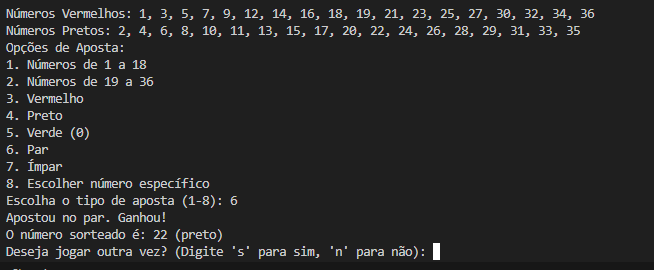 Números Vermelhos: 1, 3, 5, 7, 9, 12, 14, 16, 18, 19, 21, 23, 25, 27, 30, 32, 34, 36
Números Pretos: 2, 4, 6, 8, 10, 11, 13, 15, 17, 20, 22, 24, 26, 28, 29, 31, 33, 35
Opções de Aposta:
1. Números de 1 a 18
2. Números de 19 a 36
3. Vermelho
4. Preto
5. Verde (0)
6. Par
7. Ímpar
8. Escolher número específico
Escolha o tipo de aposta (1-8): 6
Apostou no par. Ganhou!
O número sorteado é: 22 (preto)
Deseja jogar outra vez? (Digite 's' para sim, 'n' para não):